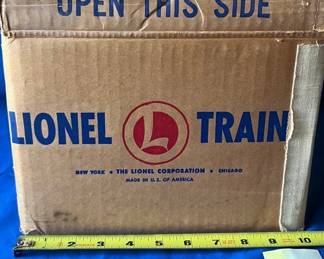 OPEN THIS SIDE
LIONEL L TRAIN
NEW YORK • THE LIONEL CORPORATION • CHICAGO
MADE IN U.S. OF AMERICA
1 2 3 4 5 6 7 8 9 10